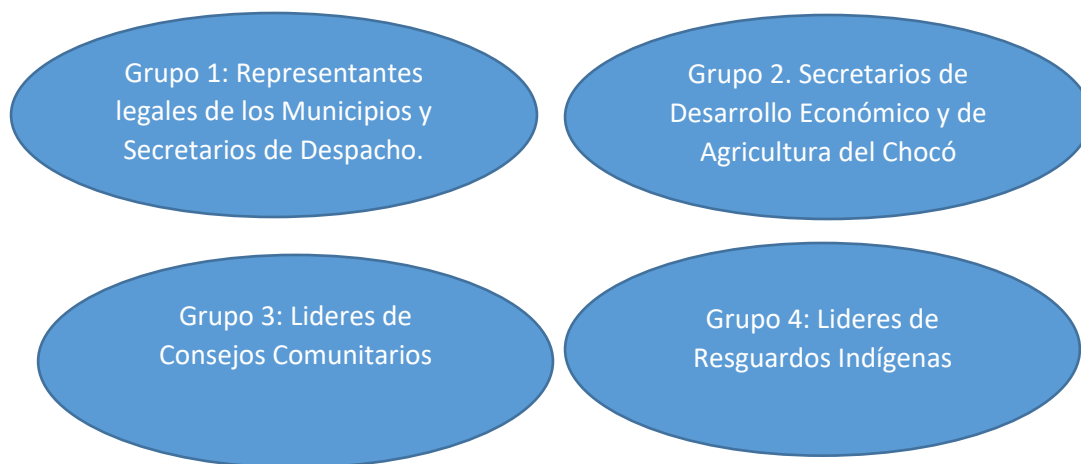 Grupo 1: Representantes
legales de los Municipios y
Secretarios de Despacho.
Grupo 2. Secretarios de
Desarrollo Económico y de
Agricultura del Chocó
Grupo 3: Lideres de
Consejos Comunitarios
Grupo 4: Lideres de
Resguardos Indígenas